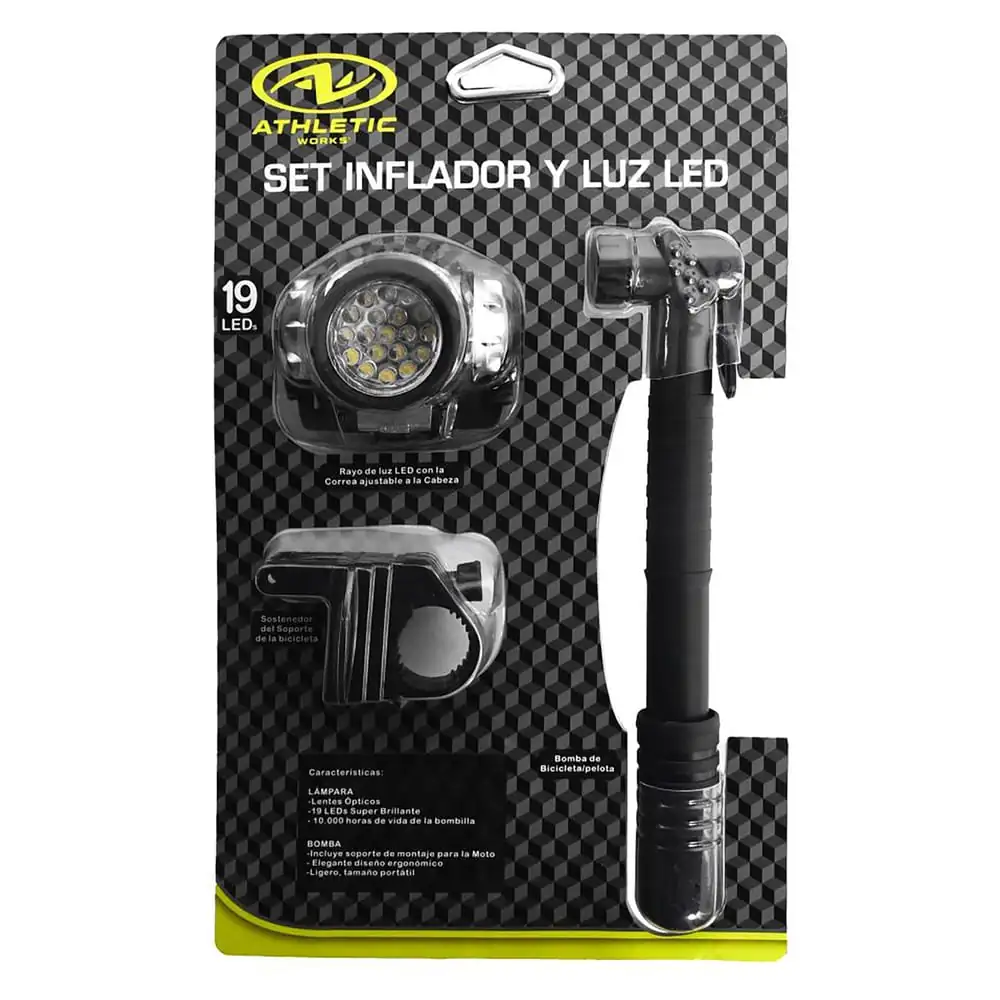 ATHLETIC
WORKS
SET INFLADOR Y LUZ LED
19
LEDs
Rayo de luz LED con la
Correa ajustable a la Cabeza
Sostenedor
del Soporte
de la bicicleta
Bomba de
Bicicleta/pelota
Características:
LÁMPARA
-Lentes Ópticos
-19 LEDs Super Brillante
- 10.000 horas de vida de la bombilla
BOMBA
-Incluye soporte de montaje para la Moto
- Elegante diseño ergonómico
-Ligero, tamaño portátil